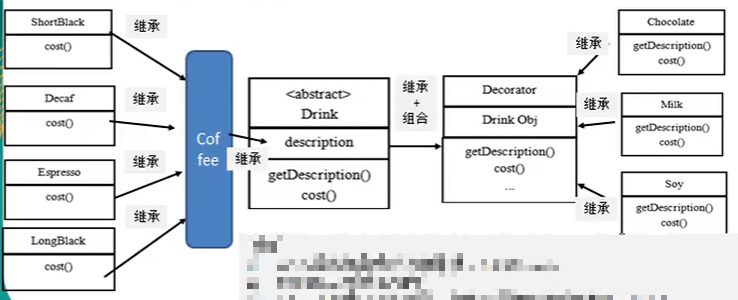 ShortBlack
cost()
继承
Decaf
cost()
继承
Espresso
cost()
继承
LongBlack
cost()
继承
Cof
fee
继承
<abstract>
Drink
description
getDescription()
cost()
继承
+
组合
Decorator
Drink Obj
getDescription()
cost()
...
继承
Chocolate
getDescription()
cost()
继承
Milk
getDescription()
cost()
继承
Soy
getDescription()
cost()